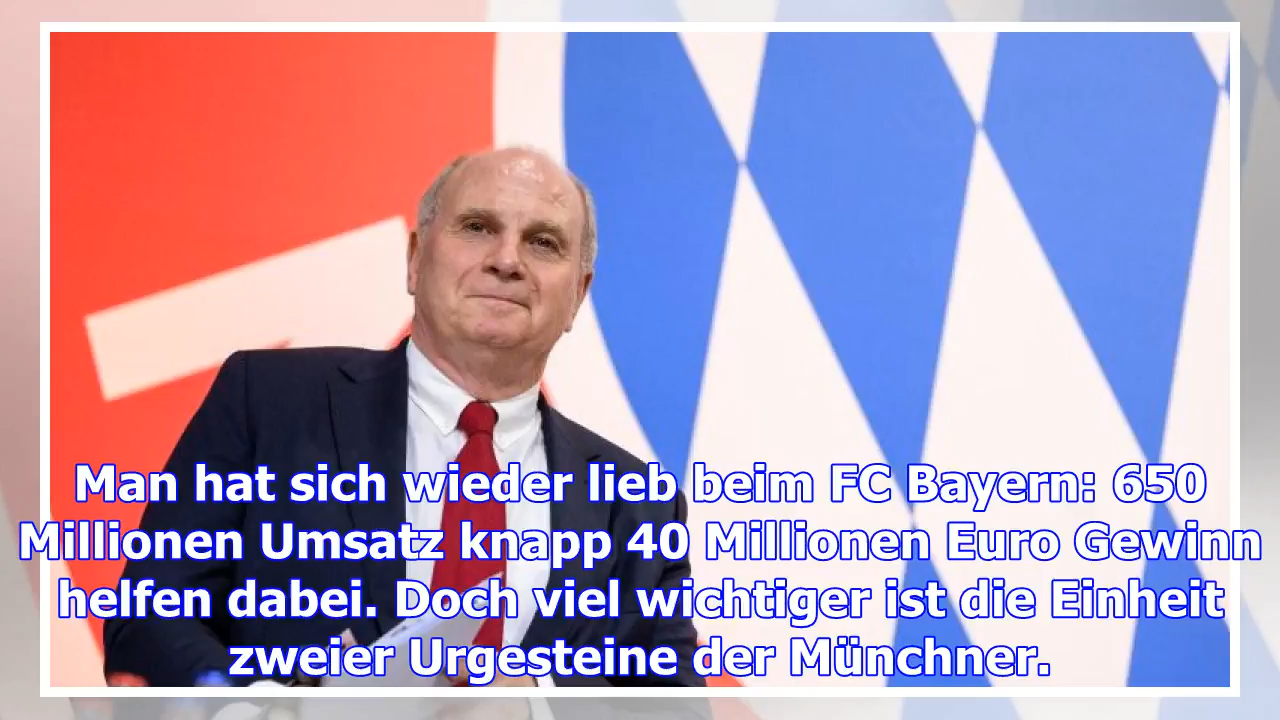 Man hat sich wieder lieb beim FC Bayern: 650
Millionen Umsatz knapp 40 Millionen Euro Gewinn
helfen dabei. Doch viel wichtiger ist die Einheit
zweier Urgesteine der Münchner.